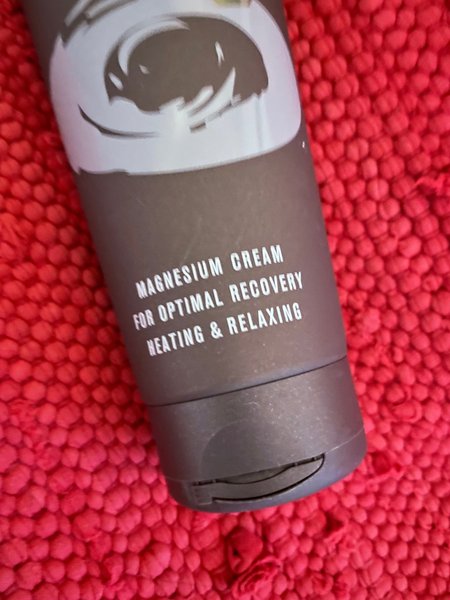 MAGNESIUM CREAM
FOR OPTIMAL RECOVERY
HEATING & RELAXING